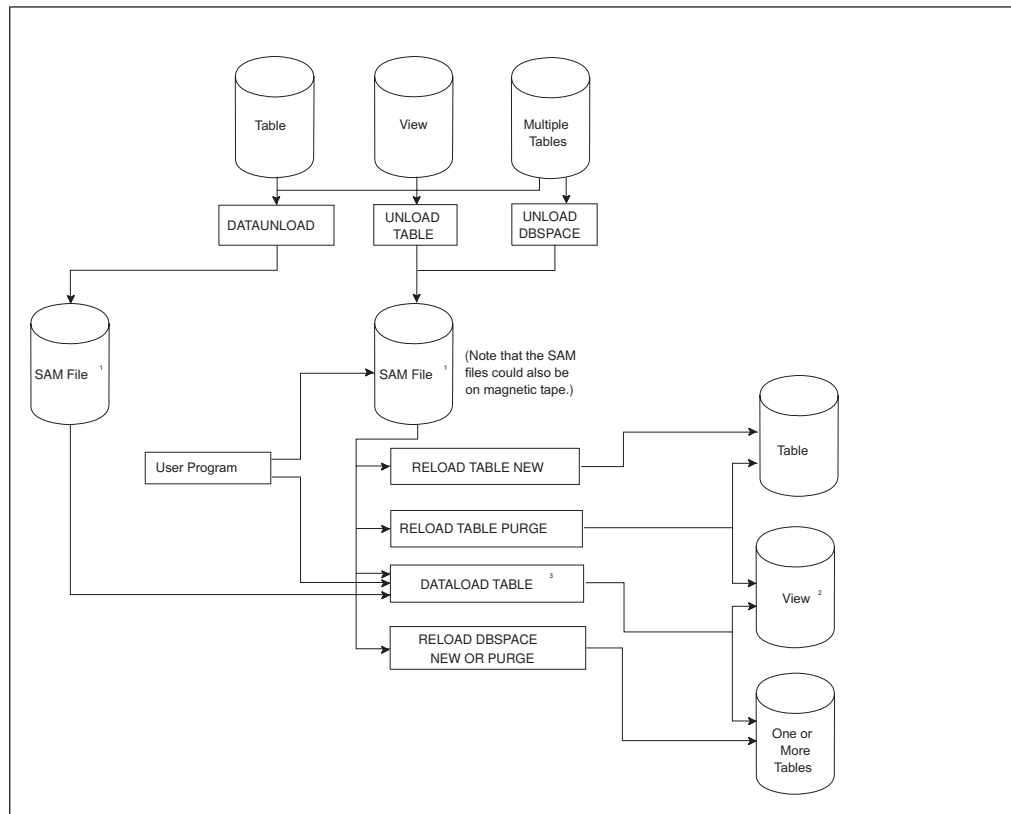 Table
View
Multiple
Tables
DATAUNLOAD
UNLOAD
TABLE
UNLOAD
DBSPACE
SAM File 1
SAM File 1
(Note that the SAM
files could also be
on magnetic tape.)
User Program
RELOAD TABLE NEW
Table
RELOAD TABLE PURGE
DATALOAD TABLE 3
View 2
RELOAD DBSPACE
NEW OR PURGE
One or
More
Tables